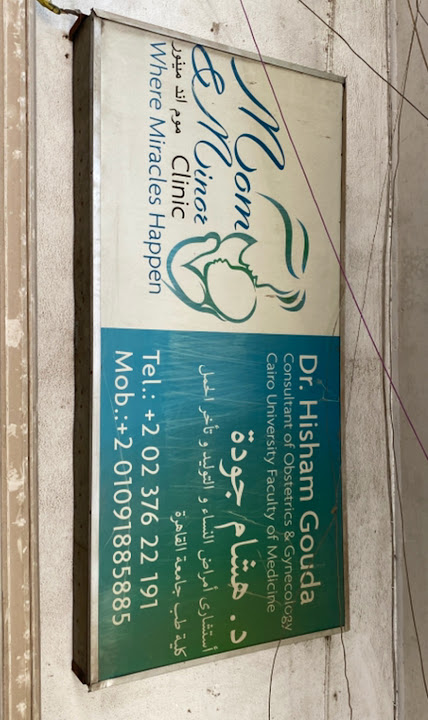 Mom
& Minor
موم اند مينور Clinic
Where Miracles Happen
Dr. Hisham Gouda
Consultant of Obstetrics & Gynecology
Cairo University Faculty of Medicine
د. هشام جودة
أستشارى أمراض النساء و التوليد و تأخر الحمل
كلية طب جامعة القاهرة
Tel.: +2 02 376 22 191
Mob.:+2 01091885885